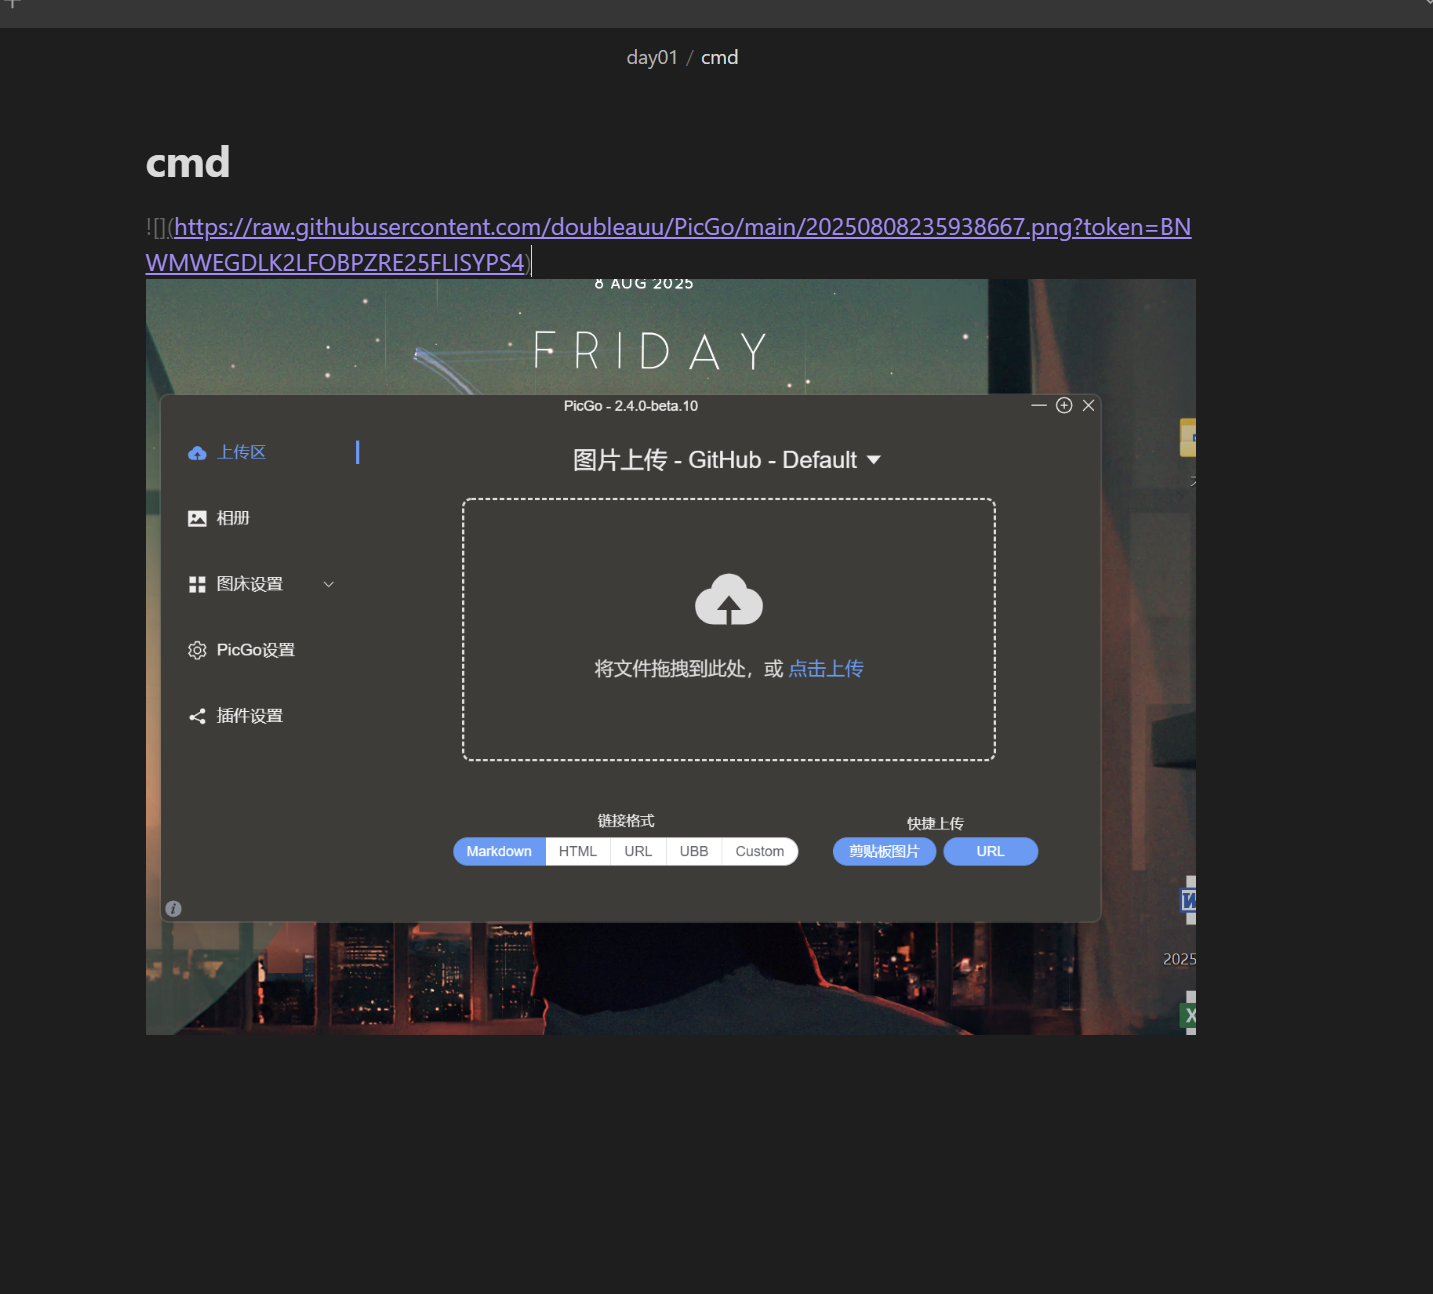 day01 / cmd
cmd
![](https://raw.githubusercontent.com/doubleauu/PicGo/main/20250808235938667.png?token=BN
WMWEGDLK2LFOBPZRE25FLISYPS4)
8 AUG 2025
FRIDAY
PicGo - 2.4.0-beta.10
上传区
图片上传 - GitHub - Default
相册
图床设置
PicGo设置
插件设置
将文件拖拽到此处，或 点击上传
链接格式
快捷上传
Markdown HTML URL UBB Custom
剪贴板图片 URL
2025